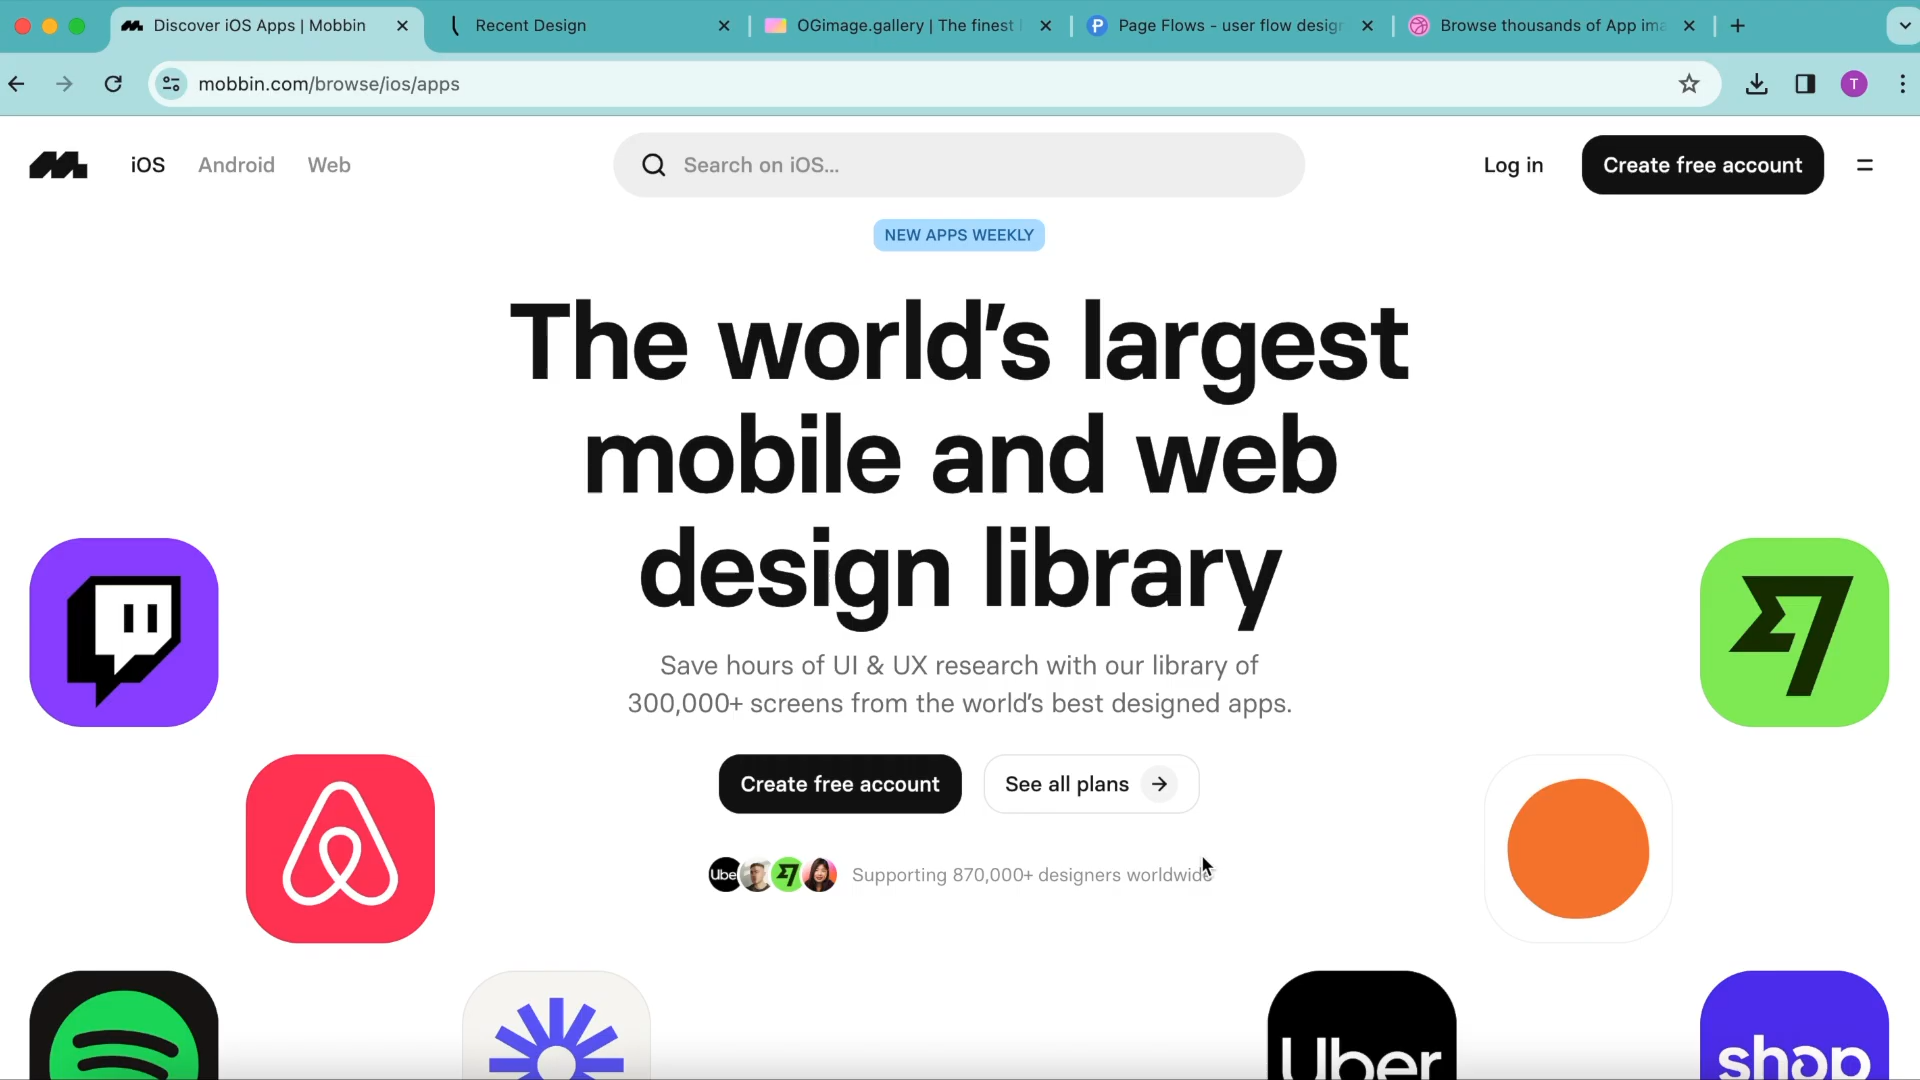 Discover iOS Apps | Mobbin
Recent Design
OGimage.gallery | The finest
P
Page Flows - user flow design
Browse thousands of App ima
mobbin.com/browse/ios/apps
T
iOS
Android
Web
Search on iOS...
Log in
Create free account
NEW APPS WEEKLY
The world's largest
mobile and web
design library
Save hours of UI & UX research with our library of
300,000+ screens from the world's best designed apps.
Create free account
See all plans
Uber
Supporting 870,000+ designers worldwide
Uber
shop